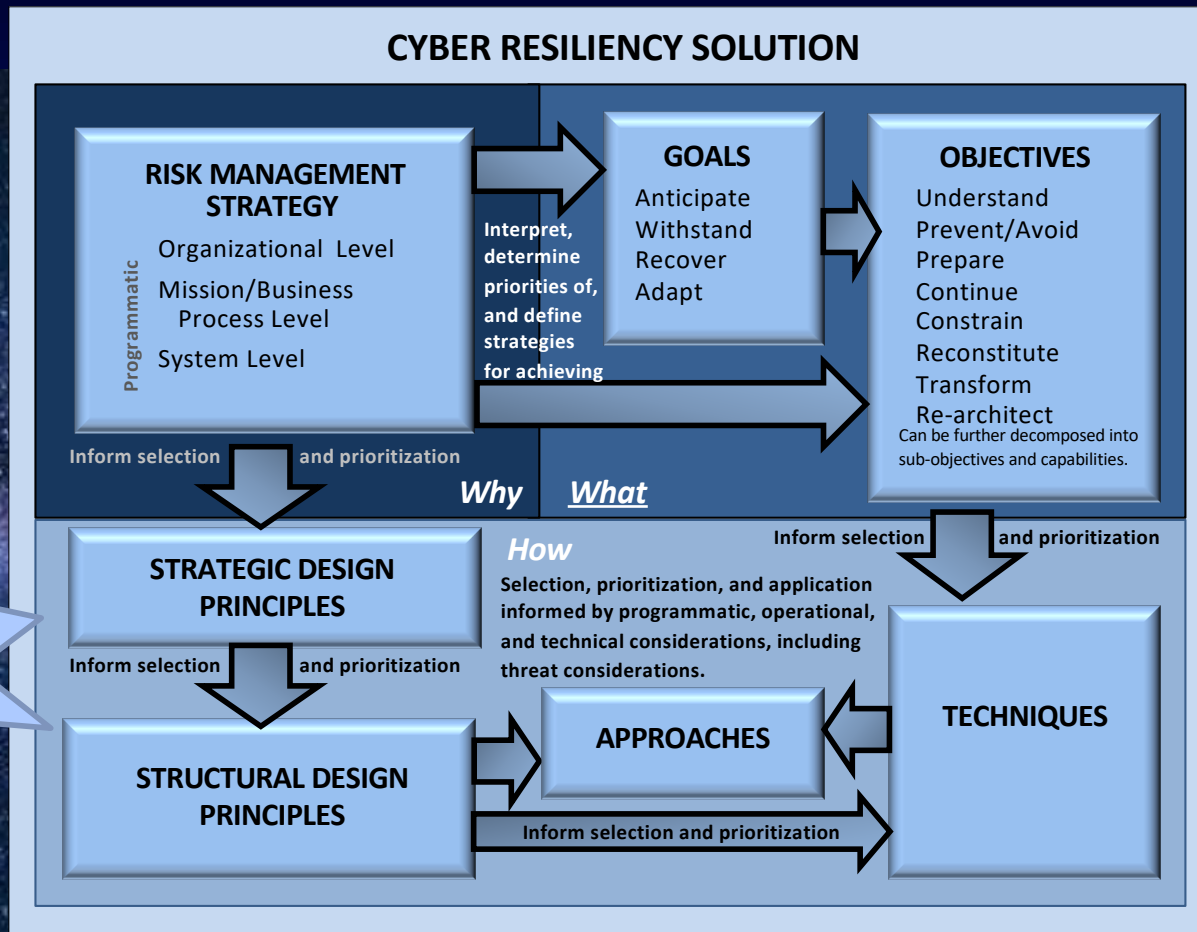 CYBER RESILIENCY SOLUTION
RISK MANAGEMENT
STRATEGY
Programmatic
Organizational Level
Mission/Business
Process Level
System Level
Interpret,
determine
priorities of,
and define
strategies
for achieving
GOALS
Anticipate
Withstand
Recover
Adapt
OBJECTIVES
Understand
Prevent/Avoid
Prepare
Continue
Constrain
Reconstitute
Transform
Re-architect
Can be further decomposed into
sub-objectives and capabilities.
Inform selection and prioritization
Why What
How
Inform selection and prioritization
STRATEGIC DESIGN
PRINCIPLES
Selection, prioritization, and application
informed by programmatic, operational,
and technical considerations, including
threat considerations.
Inform selection and prioritization
STRUCTURAL DESIGN
PRINCIPLES
APPROACHES
TECHNIQUES
Inform selection and prioritization